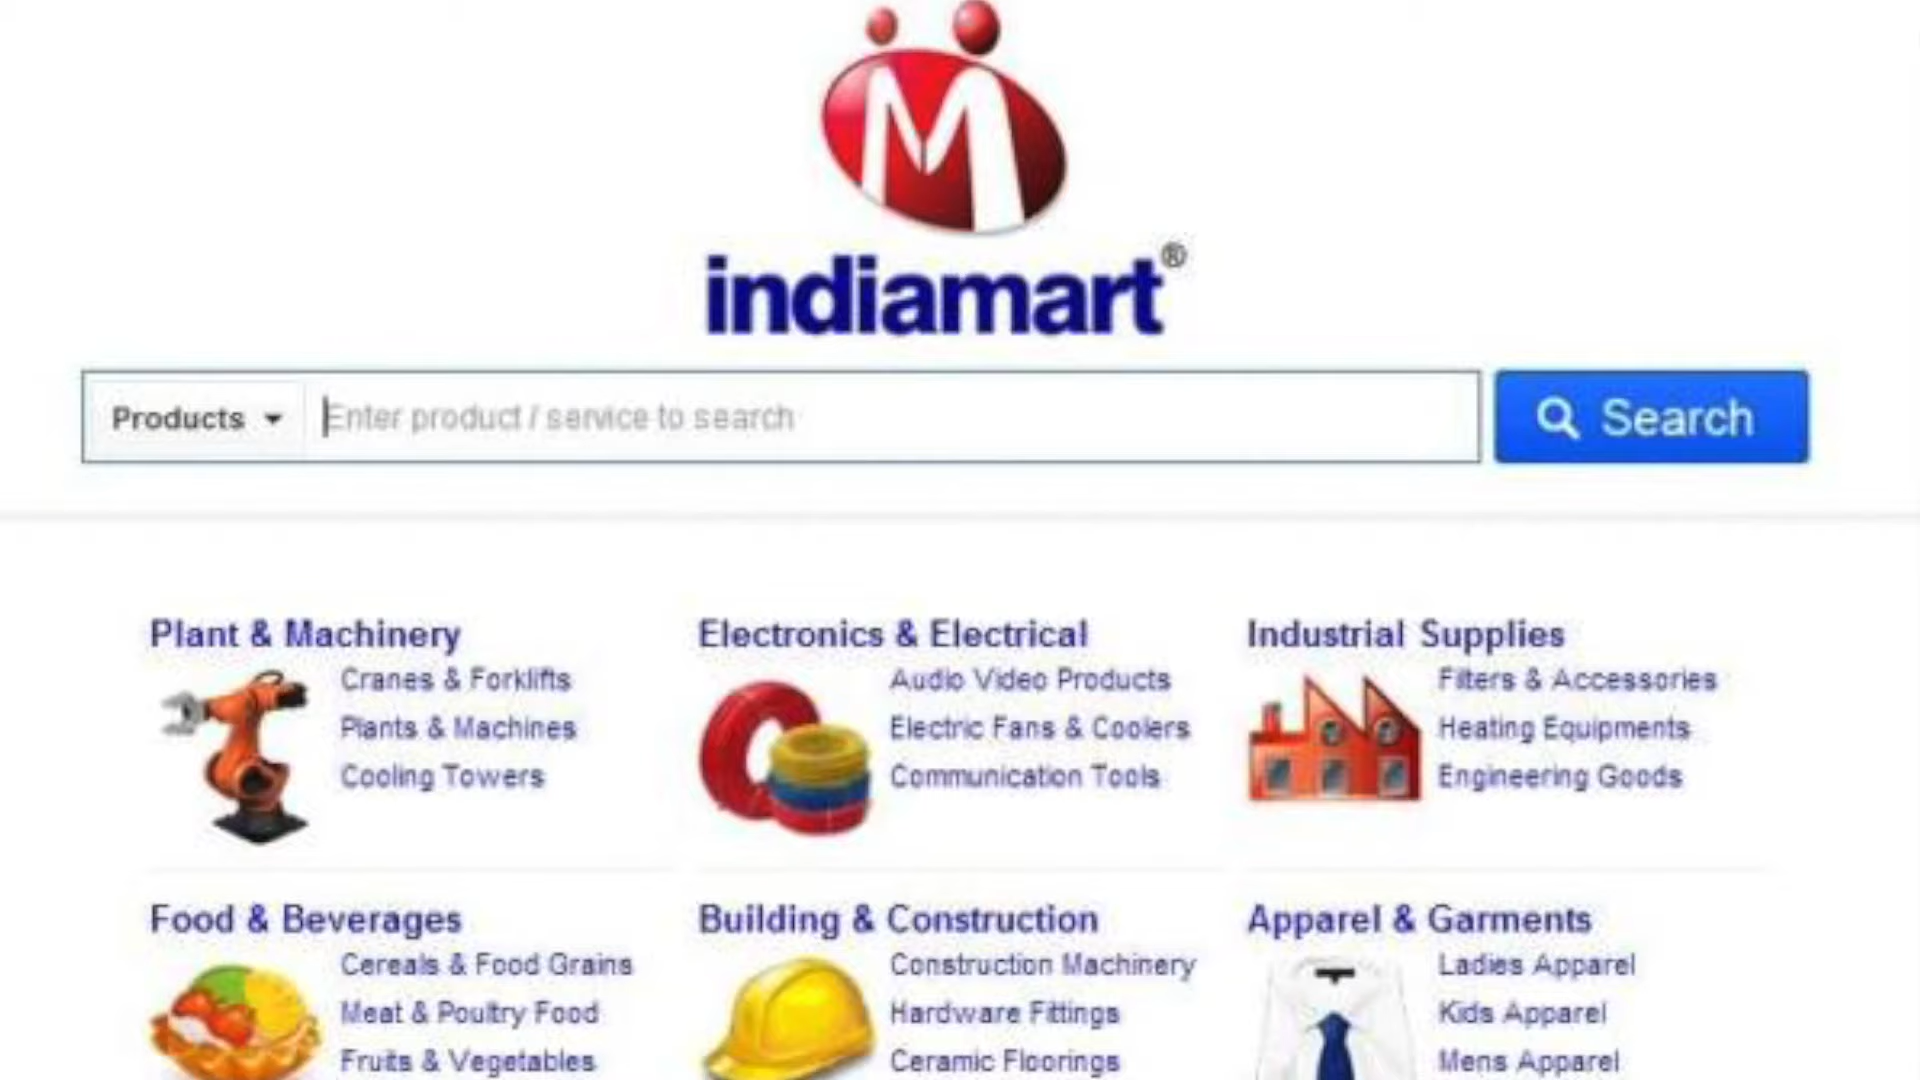 indiamart®
Products Enter product / service to search Search
Plant & Machinery
Cranes & Forklifts
Plants & Machines
Cooling Towers
Electronics & Electrical
Audio Video Products
Electric Fans & Coolers
Communication Tools
Industrial Supplies
Filters & Accessories
Heating Equipments
Engineering Goods
Food & Beverages
Cereals & Food Grains
Meat & Poultry Food
Fruits & Vegetables
Building & Construction
Construction Machinery
Hardware Fittings
Ceramic Floorings
Apparel & Garments
Ladies Apparel
Kids Apparel
Mens Apparel